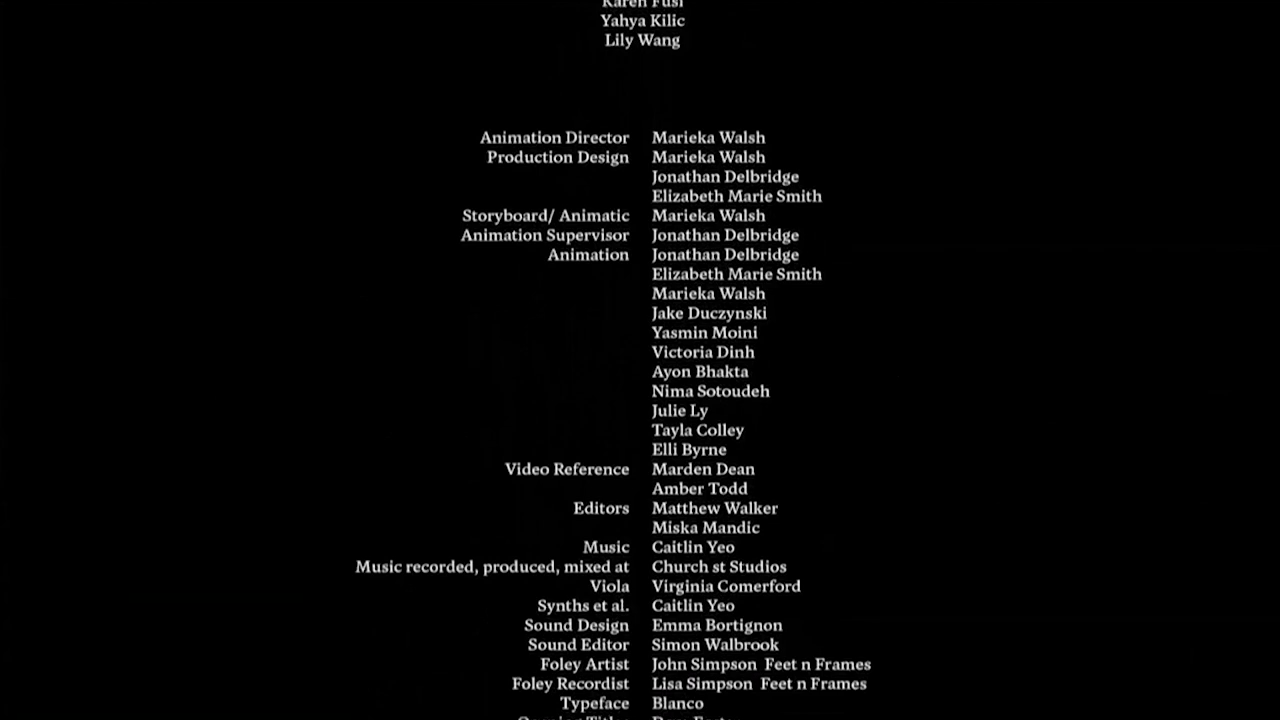 Karen Fusi
Yahya Kilic
Lily Wang
Animation Director Marieka Walsh
Production Design Marieka Walsh
Jonathan Delbridge
Elizabeth Marie Smith
Storyboard/ Animatic Marieka Walsh
Animation Supervisor Jonathan Delbridge
Animation Jonathan Delbridge
Elizabeth Marie Smith
Marieka Walsh
Jake Duczynski
Yasmin Moini
Victoria Dinh
Ayon Bhakta
Nima Sotoudeh
Julie Ly
Tayla Colley
Elli Byrne
Video Reference Marden Dean
Amber Todd
Editors Matthew Walker
Miska Mandic
Music Caitlin Yeo
Music recorded, produced, mixed at Church st Studios
Viola Virginia Comerford
Synths et al. Caitlin Yeo
Sound Design Emma Bortignon
Sound Editor Simon Walbrook
Foley Artist John Simpson Feet n Frames
Foley Recordist Lisa Simpson Feet n Frames
Typeface Blanco